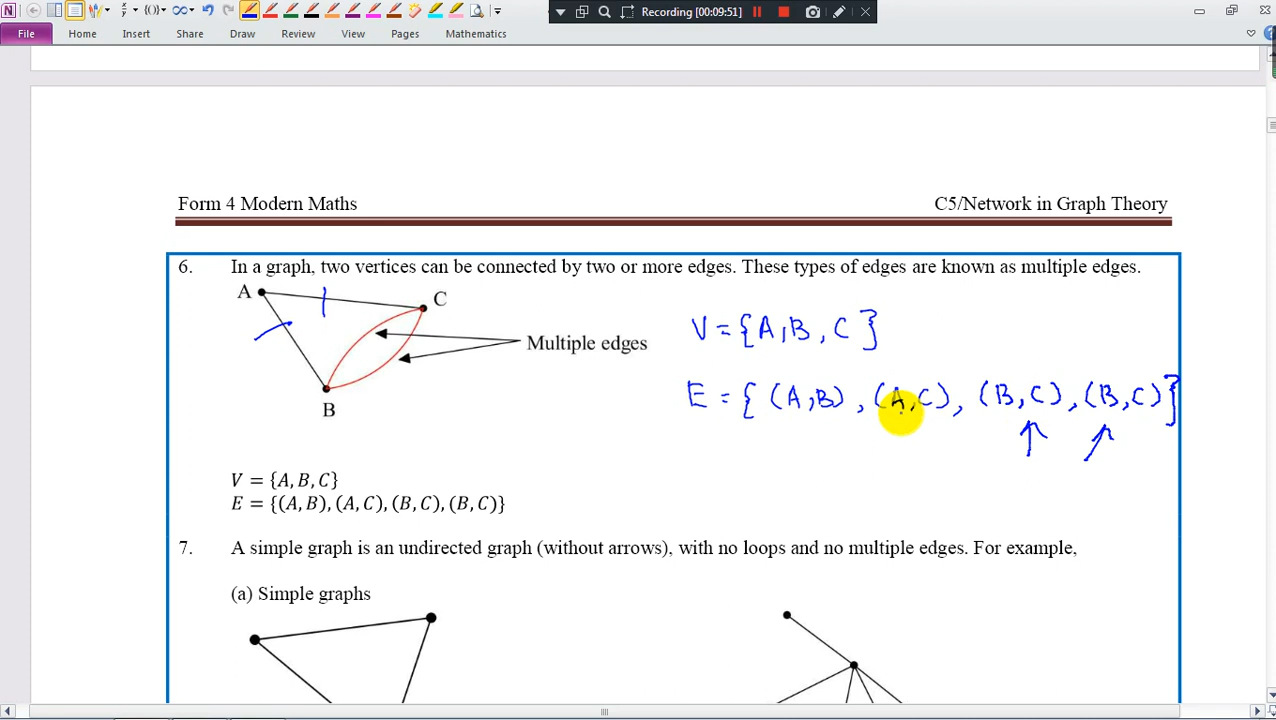 Recording [00:09:51]
File Home Insert Share Draw Review View Pages Mathematics
Form 4 Modern Maths C5/Network in Graph Theory
6. In a graph, two vertices can be connected by two or more edges. These types of edges are known as multiple edges.
A
C
Multiple edges
B
V = {A, B, C}
E = {(A,B), (A,C), (B,C), (B,C)}
V = {A, B, C}
E = {(A, B), (A, C), (B, C), (B, C)}
7. A simple graph is an undirected graph (without arrows), with no loops and no multiple edges. For example,
(a) Simple graphs